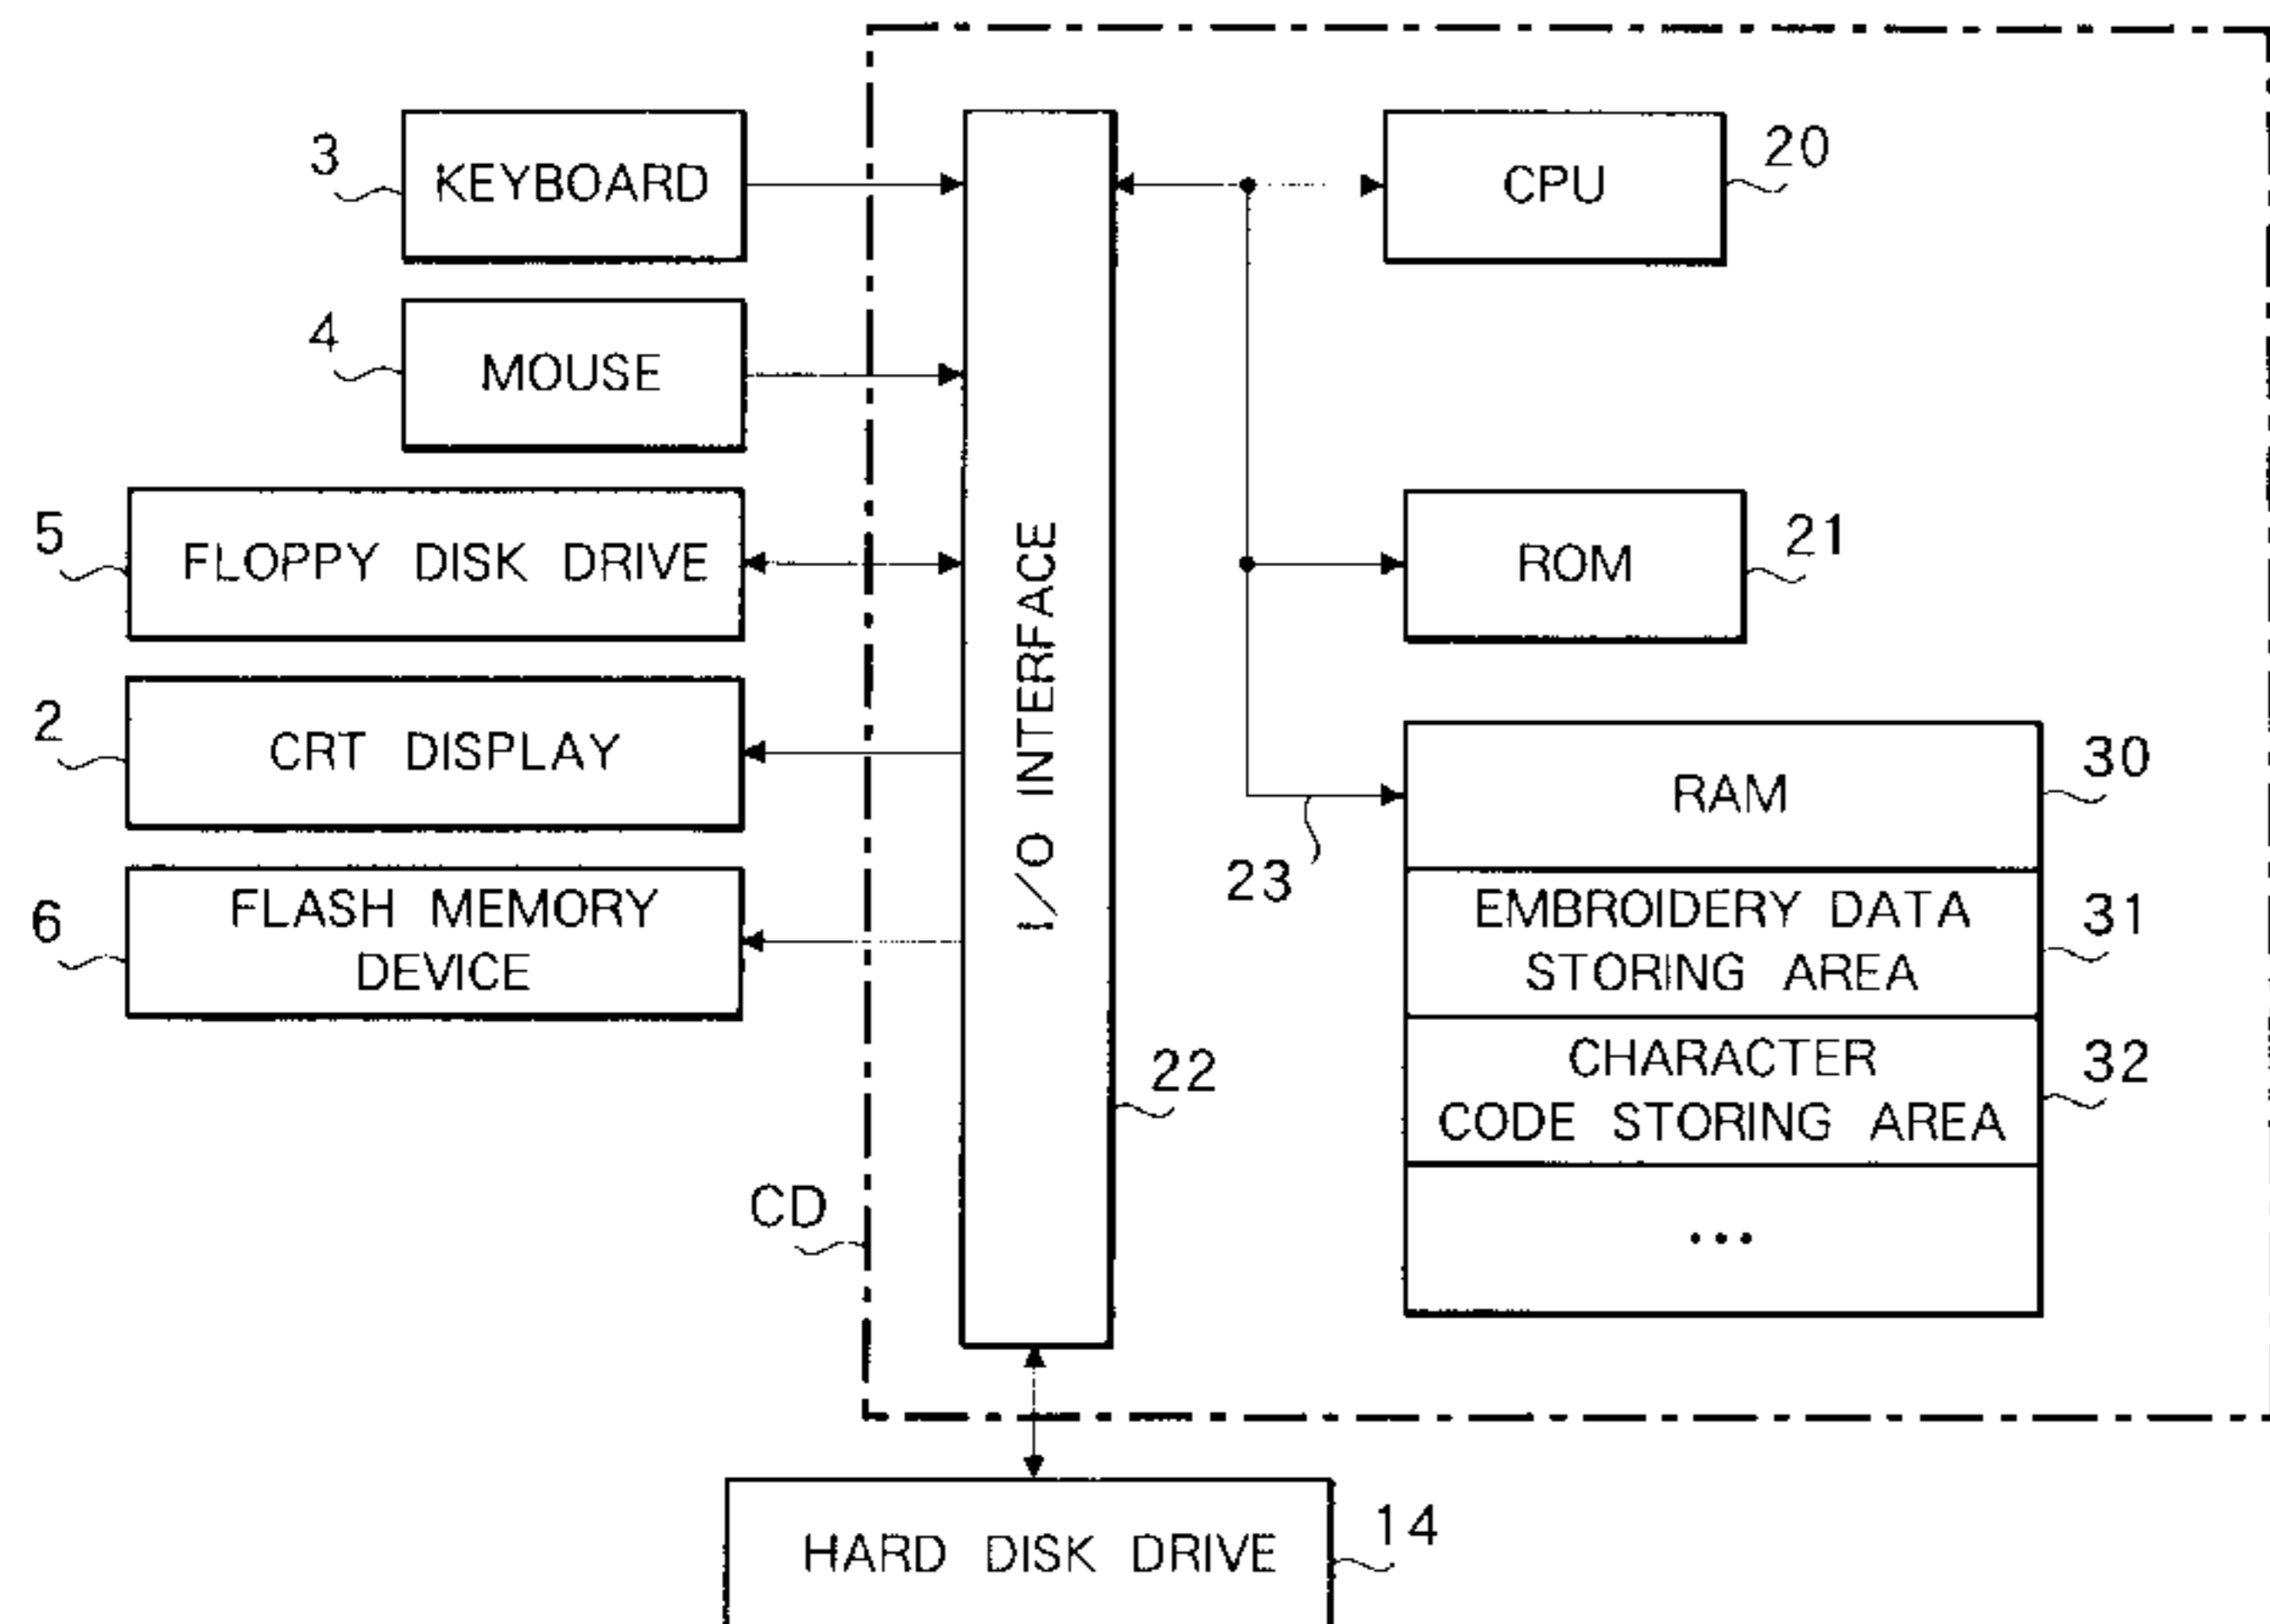 3
KEYBOARD
CPU
20
4
MOUSE
5
FLOPPY DISK DRIVE
ROM
21
2
CRT DISPLAY
I/O INTERFACE
RAM
30
23
6
FLASH MEMORY
DEVICE
EMBROIDERY DATA
STORING AREA
31
22
CHARACTER
CODE STORING AREA
32
CD
...
HARD DISK DRIVE
14